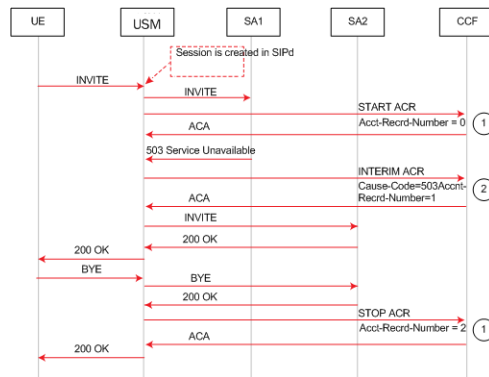 UE
USM
SA1
SA2
CCF
Session is created in SIPd
INVITE
INVITE
START ACR
Acct-Recrd-Number = 0
1
ACA
503 Service Unavailable
INTERIM ACR
Cause-Code=503Accnt-
Recrd-Number=1
2
ACA
INVITE
200 OK
200 OK
BYE
BYE
200 OK
STOP ACR
Acct-Recrd-Number = 2
1
ACA
200 OK